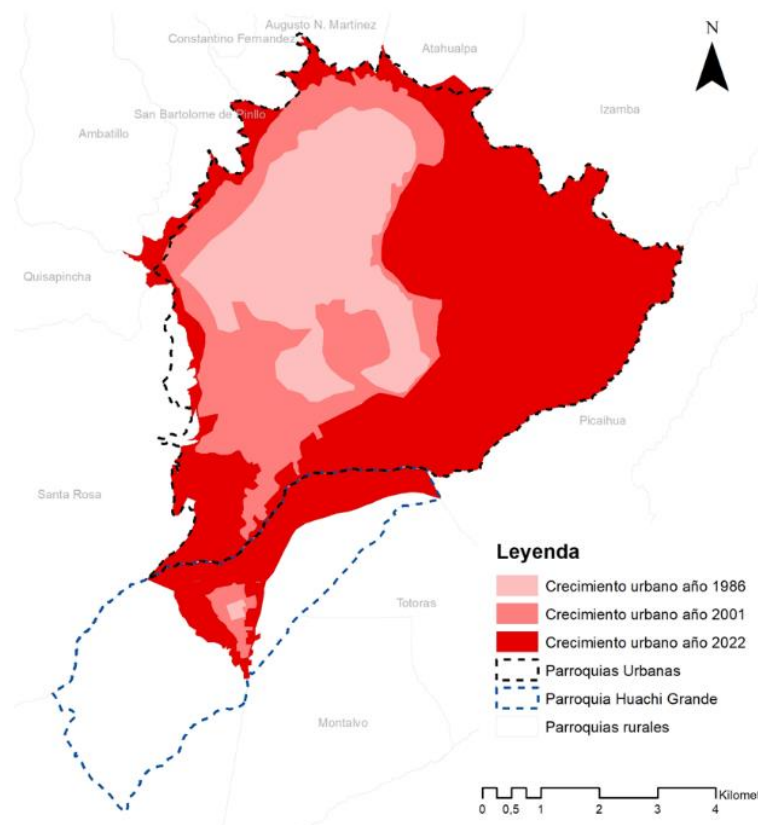 Augusto N. Martinez
Constantino Fernandez
Atahualpa
N
Izamba
San Bartolome de Pinllo
Ambatillo
Quisapincha
Picaihua
Santa Rosa
Totoras
Montalvo
Leyenda
Crecimiento urbano año 1986
Crecimiento urbano año 2001
Crecimiento urbano año 2022
Parroquias Urbanas
Parroquia Huachi Grande
Parroquias rurales
Kilomet
0 0,5 1 2 3 4